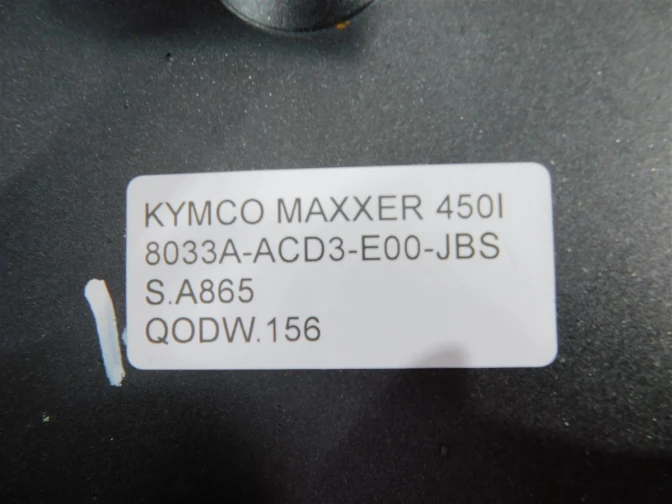 KYMCO MAXXER 450I
8033A-ACD3-E00-JBS
S.A865
QODW.156